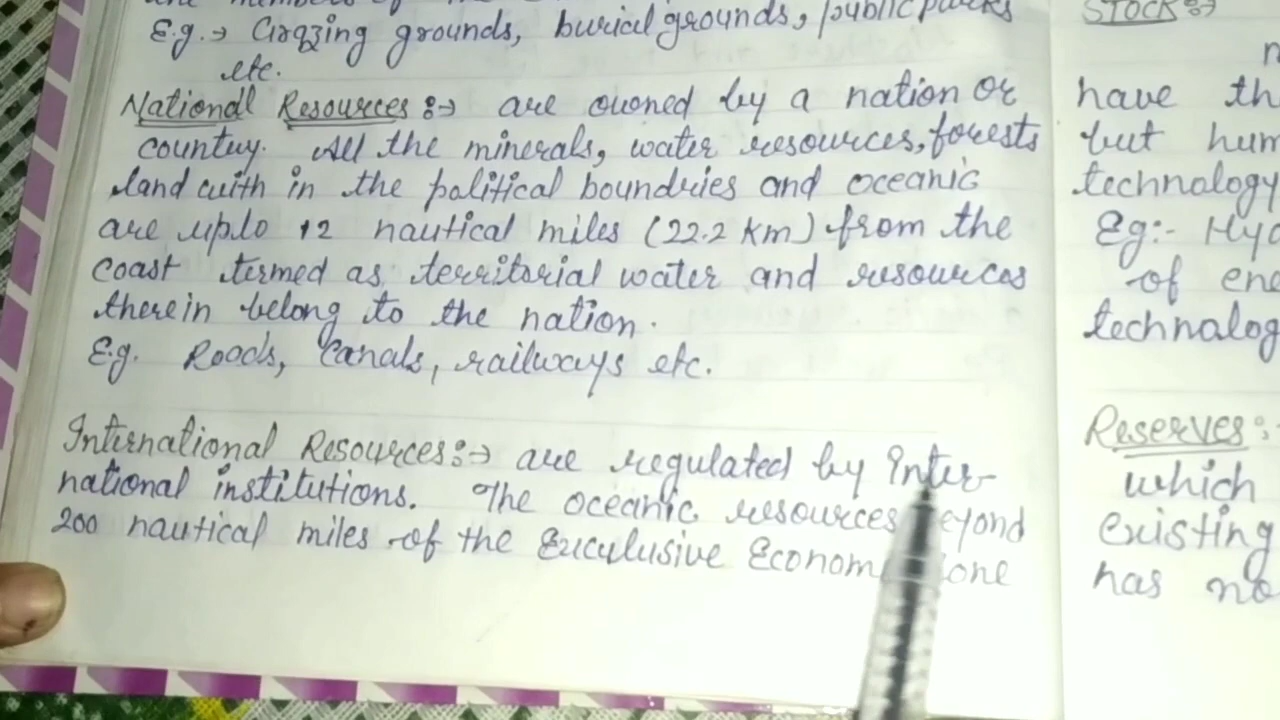 E.g.→ Grazing grounds, burial grounds, public parks
etc.
National Resources :→ are owned by a nation or
country. All the minerals, water resources, forests
land with in the political boundries and oceanic
are upto 12 nautical miles (22.2 Km) from the
coast termed as territorial water and resources
therein belong to the nation.
E.g. Roads, Canals, railways etc.
International Resources:→ are regulated by Inter-
national institutions. The oceanic resources eyond
200 nautical miles of the Exculusive Econom one
STOCK :→
have th
but hum
technology
Eg:- Hyd
of ene
technolog
Reserves :
which
existing
has no